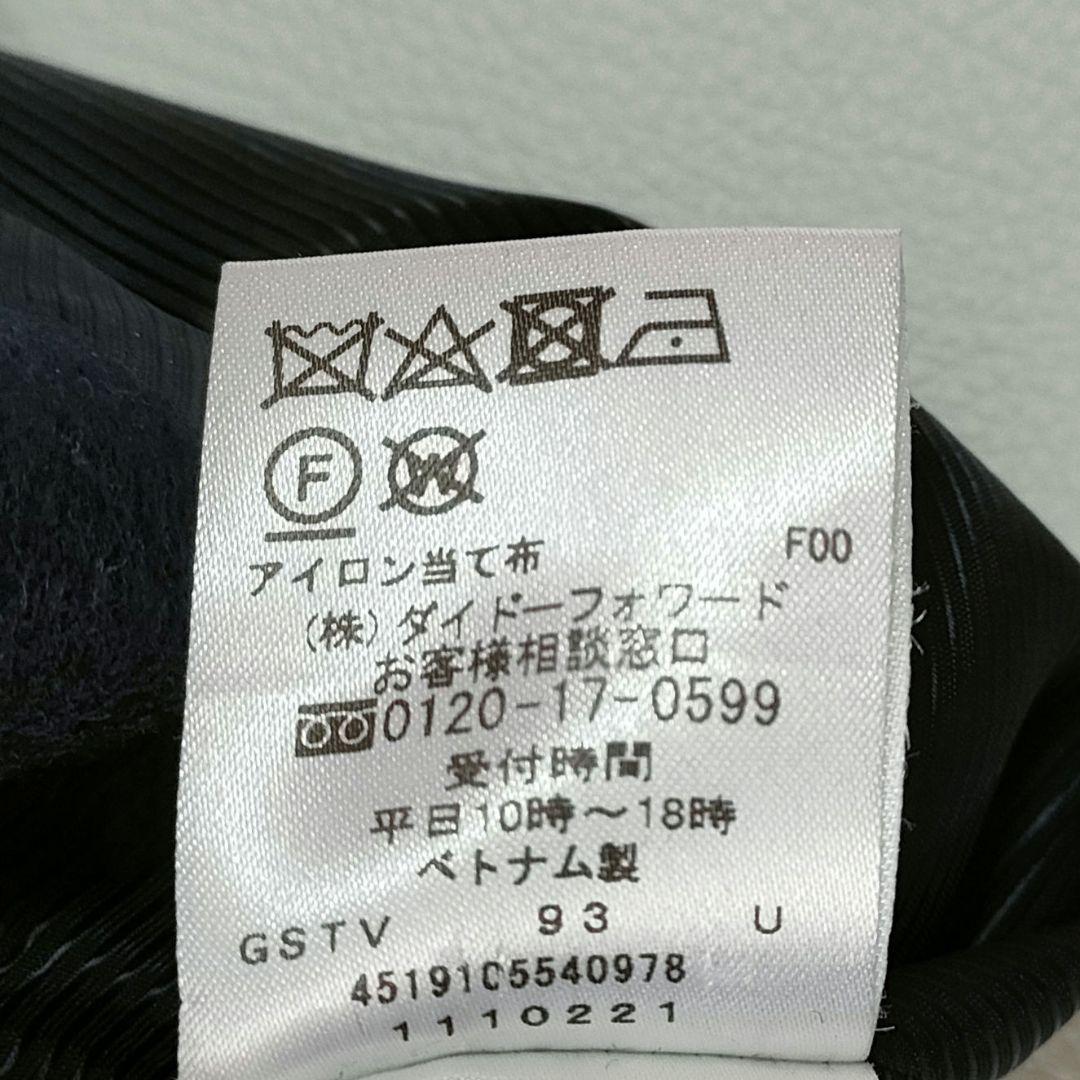 F
W
アイロン当て布 F00
(株)ダイドーフォワード
お客様相談窓口
0120-17-0599
受付時間
平日10時～18時
ベトナム製
GSTV 93 U
4519105540978
1110221